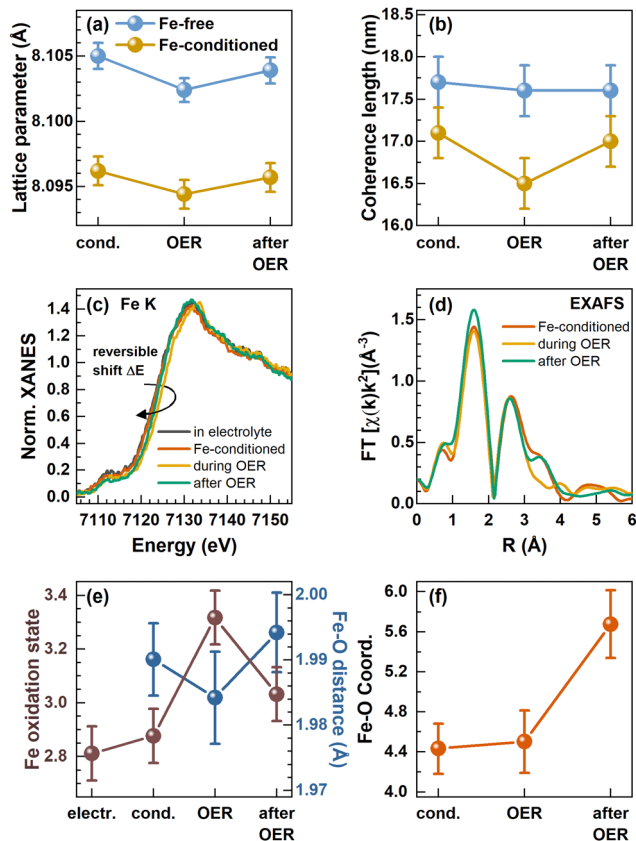 (a)
Fe-free
Fe-conditioned
Lattice parameter (Å)
8.105
8.100
8.095
cond.
OER
after
OER
(b)
Coherence length (nm)
18.5
18.0
17.5
17.0
16.5
16.0
cond.
OER
after
OER
(c)
Fe K
Norm. XANES
1.4
1.2
1.0
0.8
0.6
0.4
0.2
0.0
reversible
shift ΔE
in electrolyte
Fe-conditioned
during OER
after OER
7110
7120
7130
7140
7150
Energy (eV)
(d)
EXAFS
Fe-conditioned
during OER
after OER
FT [χ(k)k²](Å⁻³)
1.5
1.0
0.5
0.0
0
1
2
3
4
5
6
R (Å)
(e)
Fe oxidation state
3.4
3.2
3.0
2.8
2.00
1.99
1.98
1.97
Fe-O distance (Å)
electr.
cond.
OER
after
OER
(f)
Fe-O Coord.
6.0
5.6
5.2
4.8
4.4
4.0
cond.
OER
after
OER